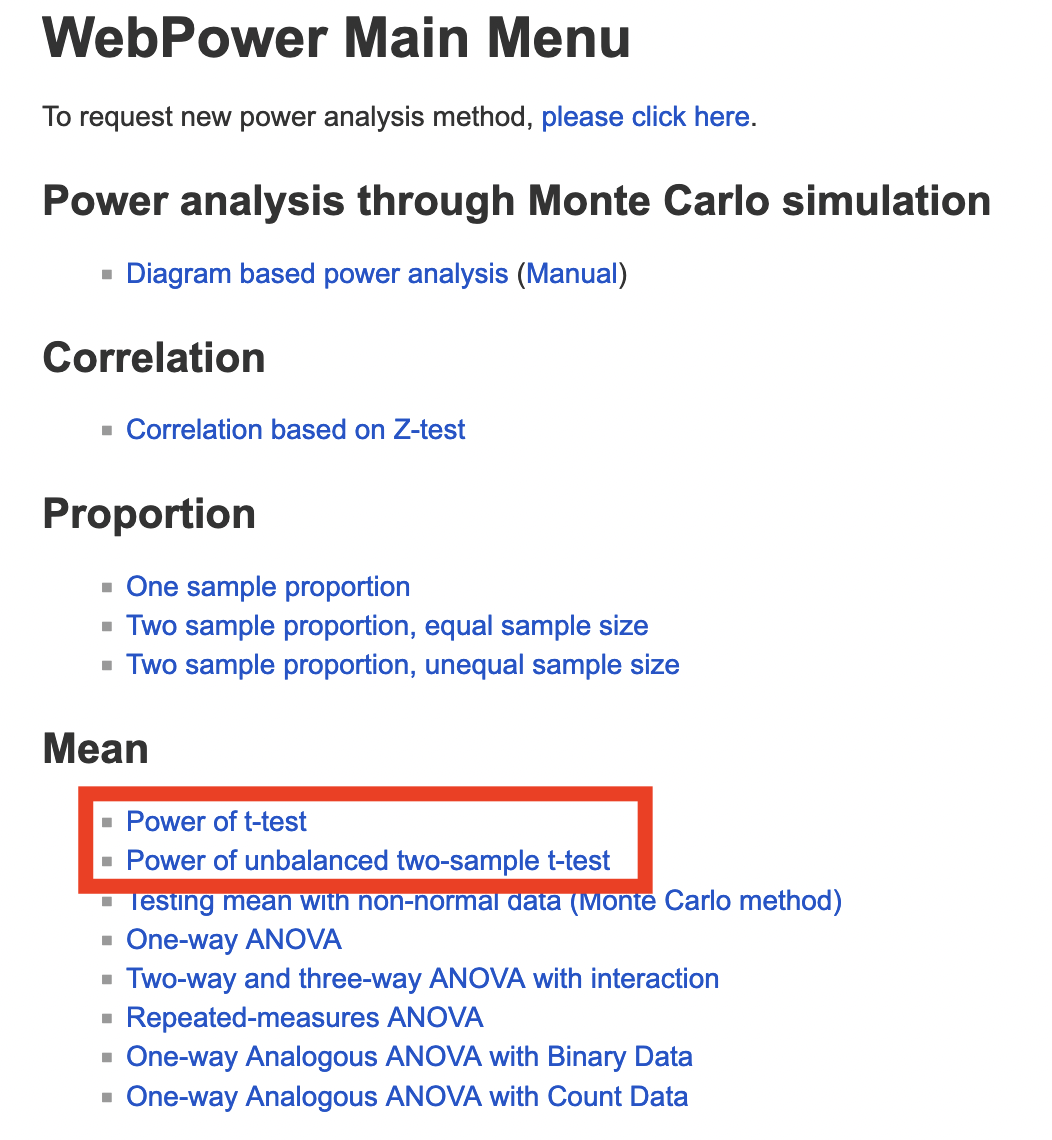 WebPower Main Menu
To request new power analysis method, please click here.
Power analysis through Monte Carlo simulation
Diagram based power analysis (Manual)
Correlation
Correlation based on Z-test
Proportion
One sample proportion
Two sample proportion, equal sample size
Two sample proportion, unequal sample size
Mean
Power of t-test
Power of unbalanced two-sample t-test
Testing mean with non-normal data (Monte Carlo method)
One-way ANOVA
Two-way and three-way ANOVA with interaction
Repeated-measures ANOVA
One-way Analogous ANOVA with Binary Data
One-way Analogous ANOVA with Count Data